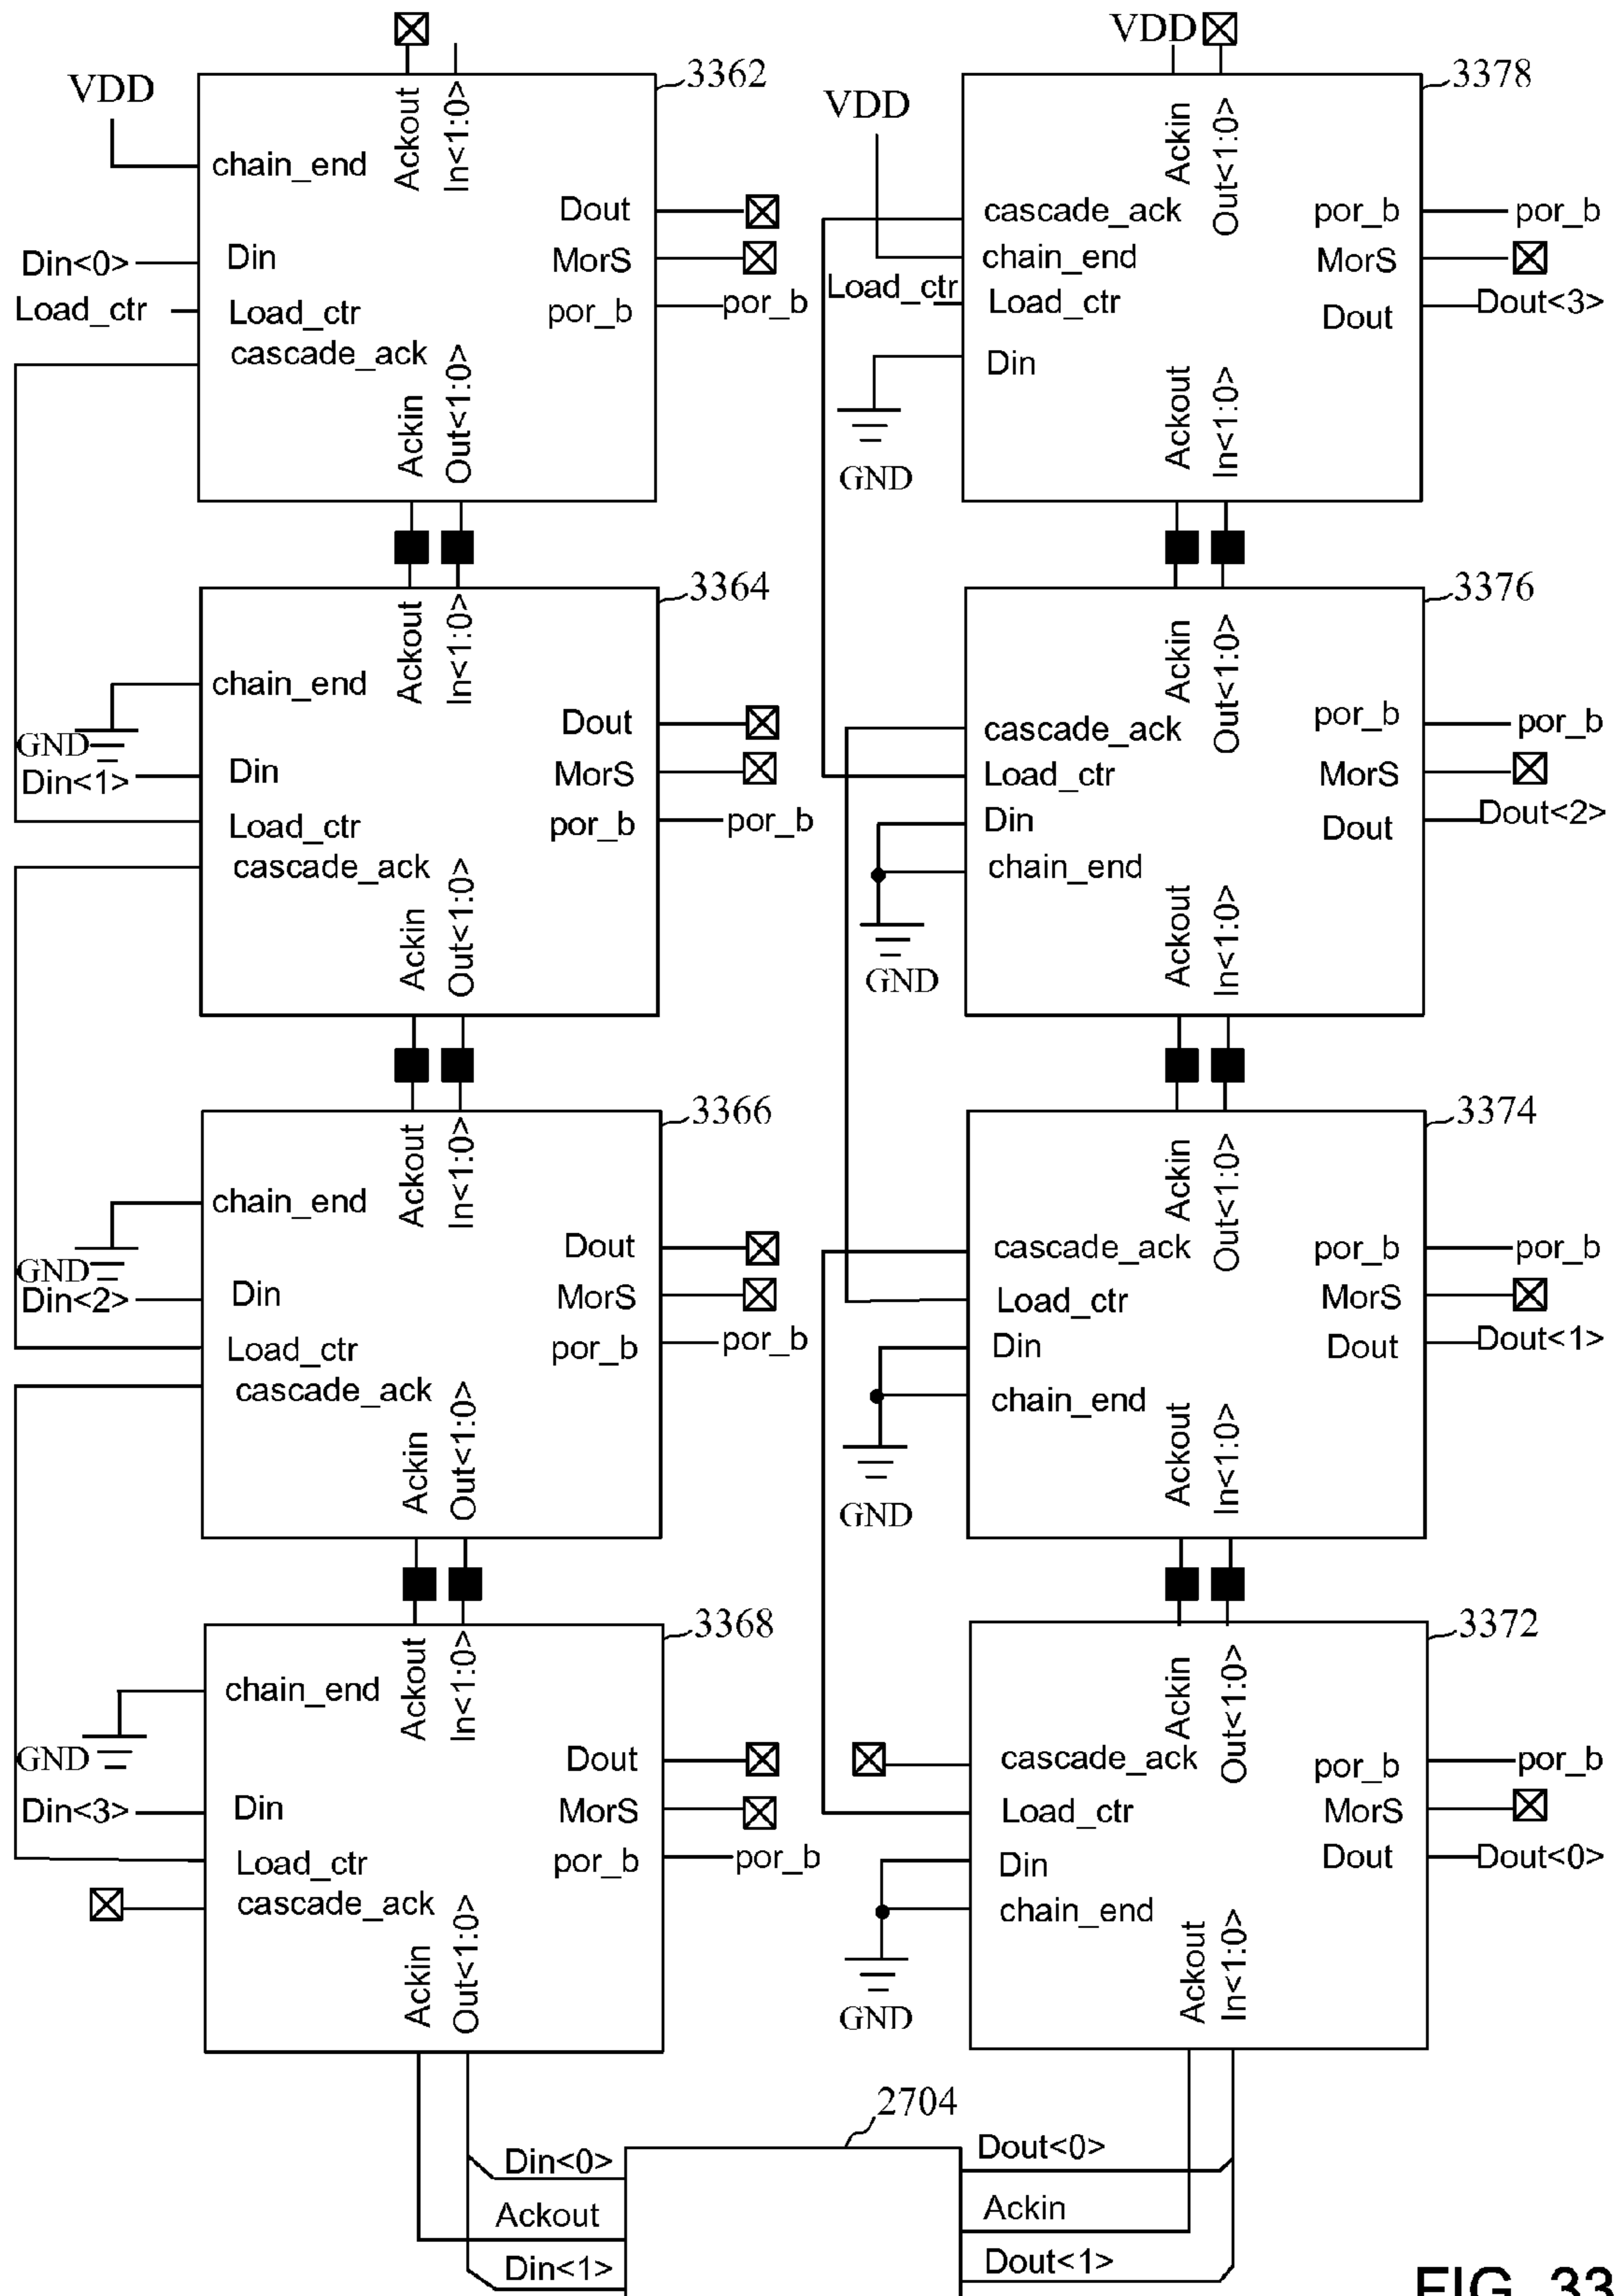 VDD
3362
chain_end
Ackout
In<1:0>
Dout
Din<0>
Din
MorS
Load_ctr
Load_ctr
por_b
por_b
cascade_ack
Ackin
Out<1:0>
3364
chain_end
Ackout
In<1:0>
GND
Dout
Din<1>
Din
MorS
Load_ctr
por_b
por_b
cascade_ack
Ackin
Out<1:0>
3366
chain_end
Ackout
In<1:0>
GND
Dout
Din<2>
Din
MorS
Load_ctr
por_b
por_b
cascade_ack
Ackin
Out<1:0>
3368
chain_end
Ackout
In<1:0>
GND
Dout
Din<3>
Din
MorS
Load_ctr
por_b
por_b
cascade_ack
Ackin
Out<1:0>
VDD
3378
VDD
Ackin
Out<1:0>
cascade_ack
por_b
por_b
chain_end
MorS
Load_ctr
Load_ctr
Dout
Dout<3>
Din
GND
Ackout
In<1:0>
3376
Ackin
Out<1:0>
cascade_ack
por_b
por_b
Load_ctr
MorS
Din
Dout
Dout<2>
chain_end
GND
Ackout
In<1:0>
3374
Ackin
Out<1:0>
cascade_ack
por_b
por_b
Load_ctr
MorS
Din
Dout
Dout<1>
chain_end
GND
Ackout
In<1:0>
3372
Ackin
Out<1:0>
cascade_ack
por_b
por_b
Load_ctr
MorS
Din
Dout
Dout<0>
chain_end
GND
Ackout
In<1:0>
2704
Din<0>
Dout<0>
Ackout
Ackin
Din<1>
Dout<1>
FIG. 33